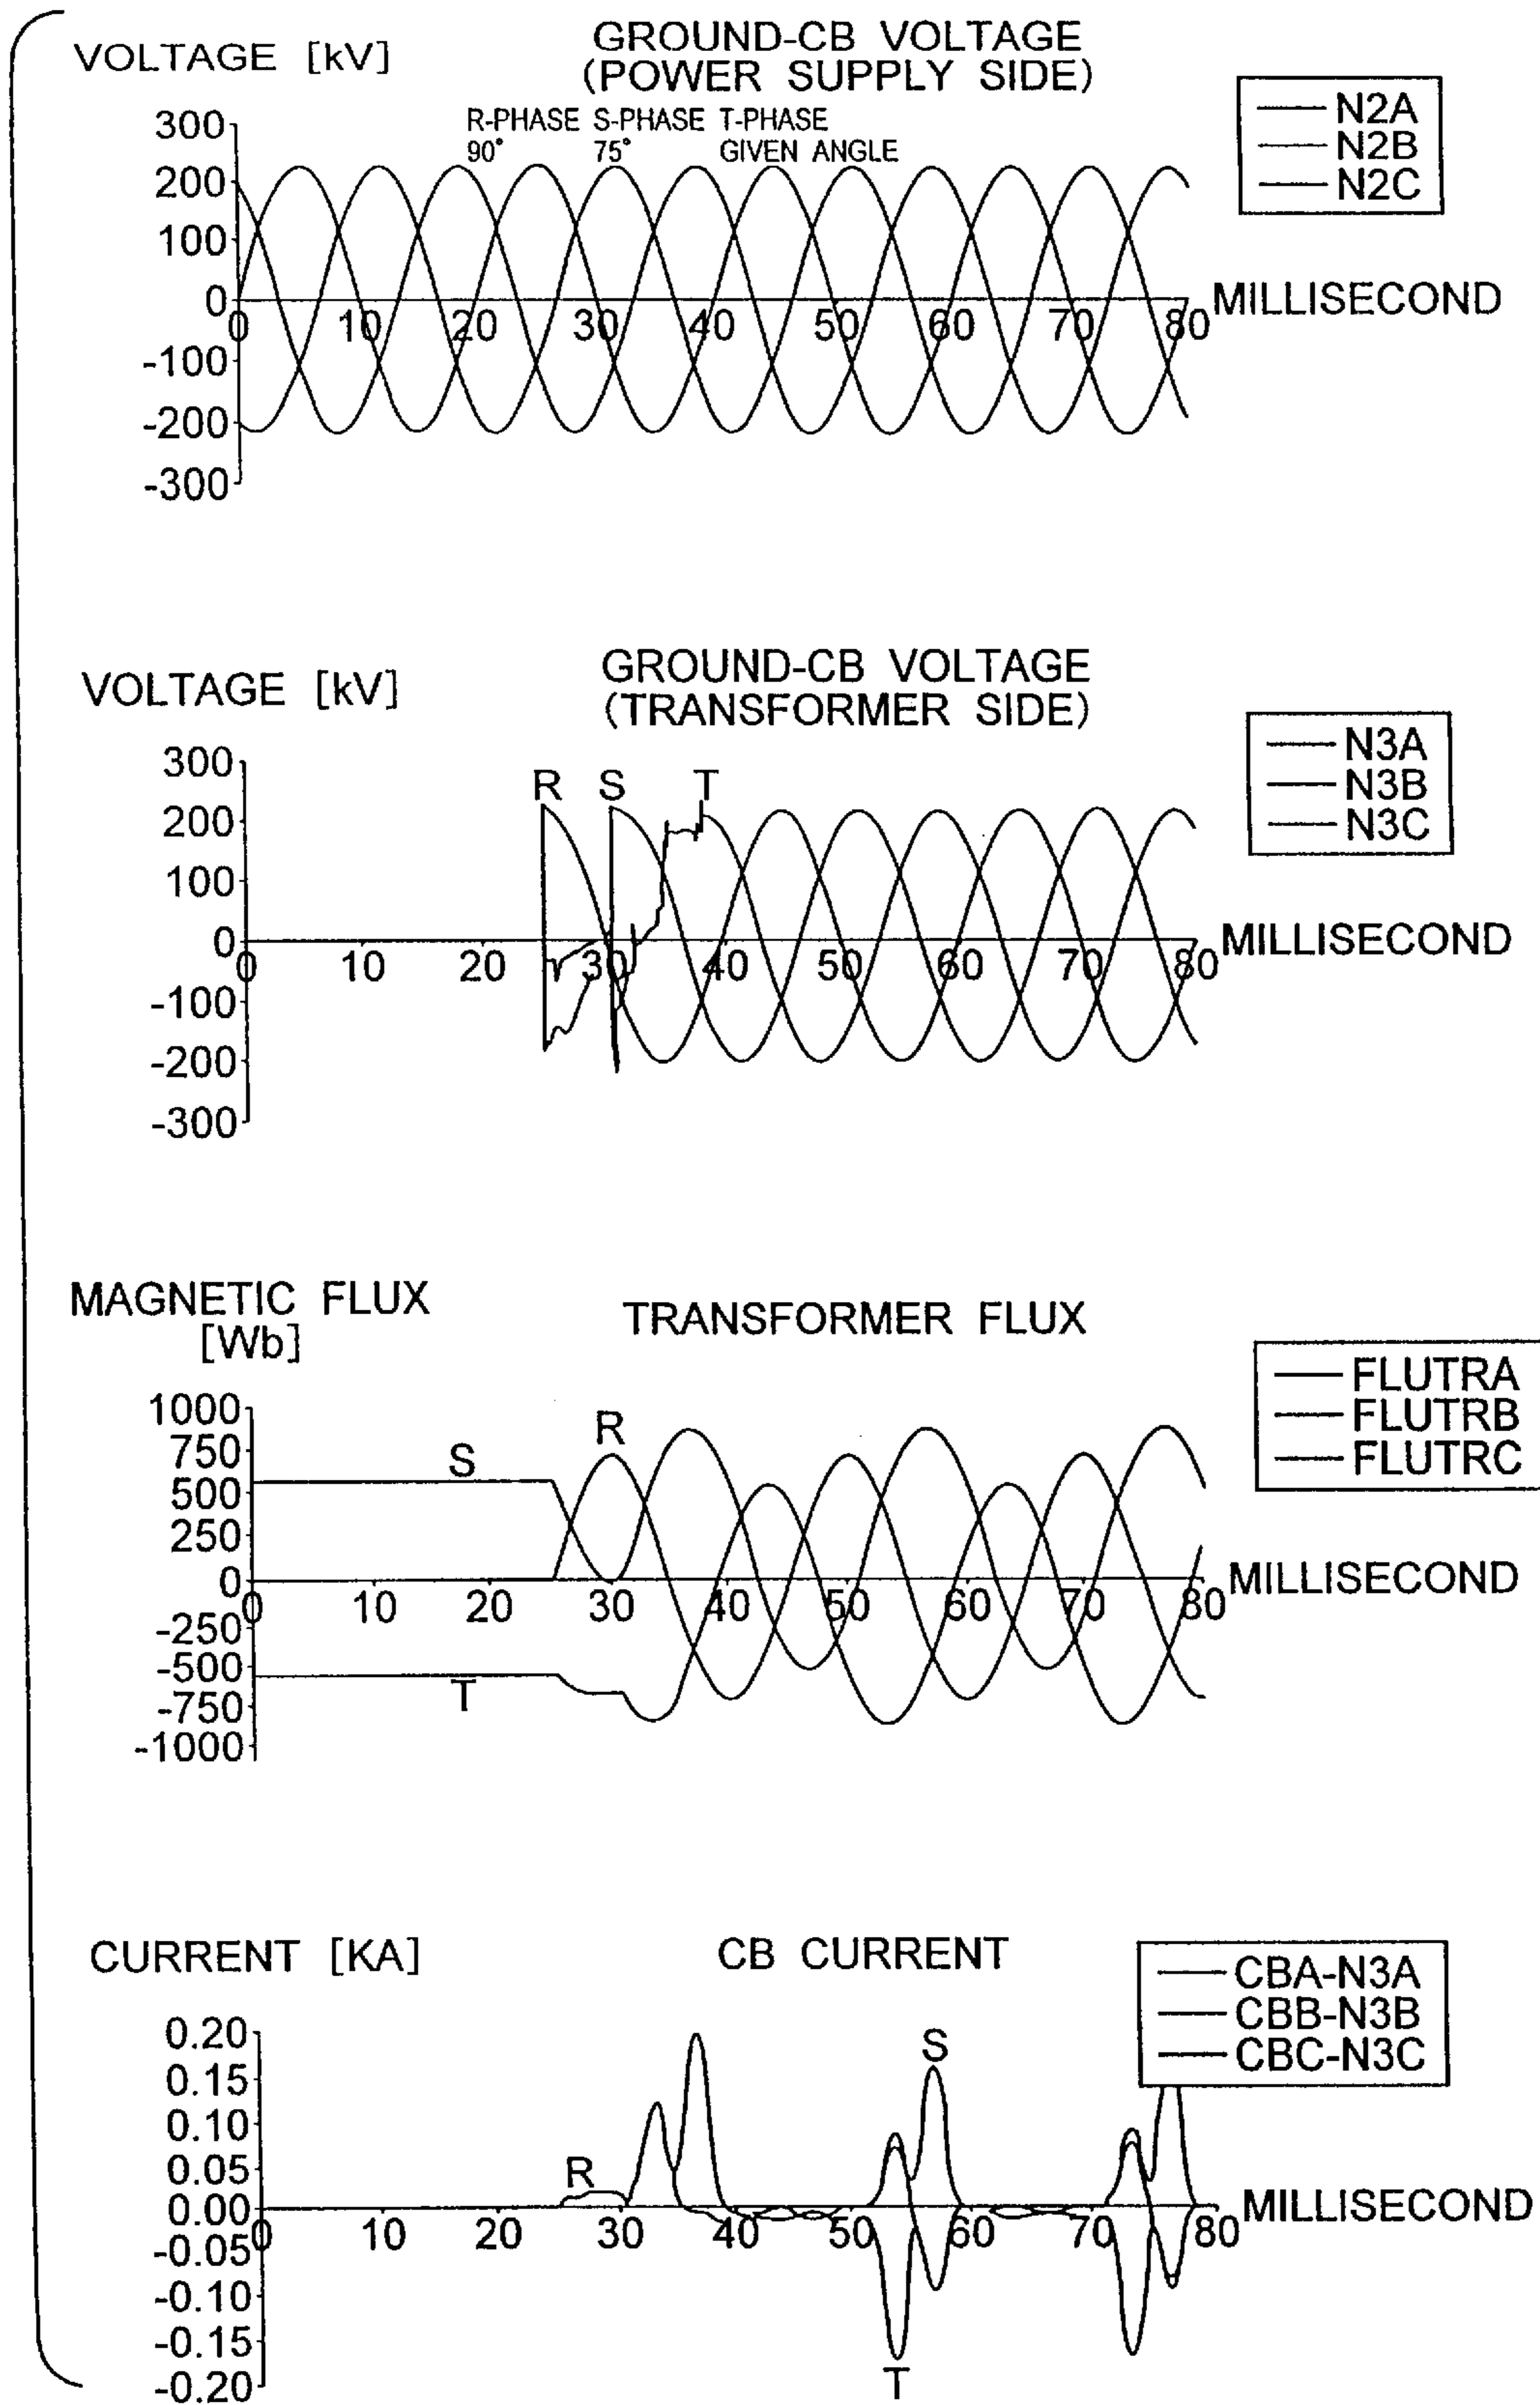 VOLTAGE [kV]
GROUND-CB VOLTAGE
(POWER SUPPLY SIDE)
R-PHASE S-PHASE T-PHASE
90° 75° GIVEN ANGLE
N2A
N2B
N2C
300
200
100
0
-100
-200
-300
0 10 20 30 40 50 60 70 80
MILLISECOND
VOLTAGE [kV]
GROUND-CB VOLTAGE
(TRANSFORMER SIDE)
N3A
N3B
N3C
R S T
300
200
100
0
-100
-200
-300
0 10 20 30 40 50 60 70 80
MILLISECOND
MAGNETIC FLUX
[Wb]
TRANSFORMER FLUX
FLUTRA
FLUTRB
FLUTRC
1000
750
500
250
0
-250
-500
-750
-1000
S
R
T
0 10 20 30 40 50 60 70 80
MILLISECOND
CURRENT [KA]
CB CURRENT
CBA-N3A
CBB-N3B
CBC-N3C
0.20
0.15
0.10
0.05
0.00
-0.05
-0.10
-0.15
-0.20
R
S
T
0 10 20 30 40 50 60 70 80
MILLISECOND